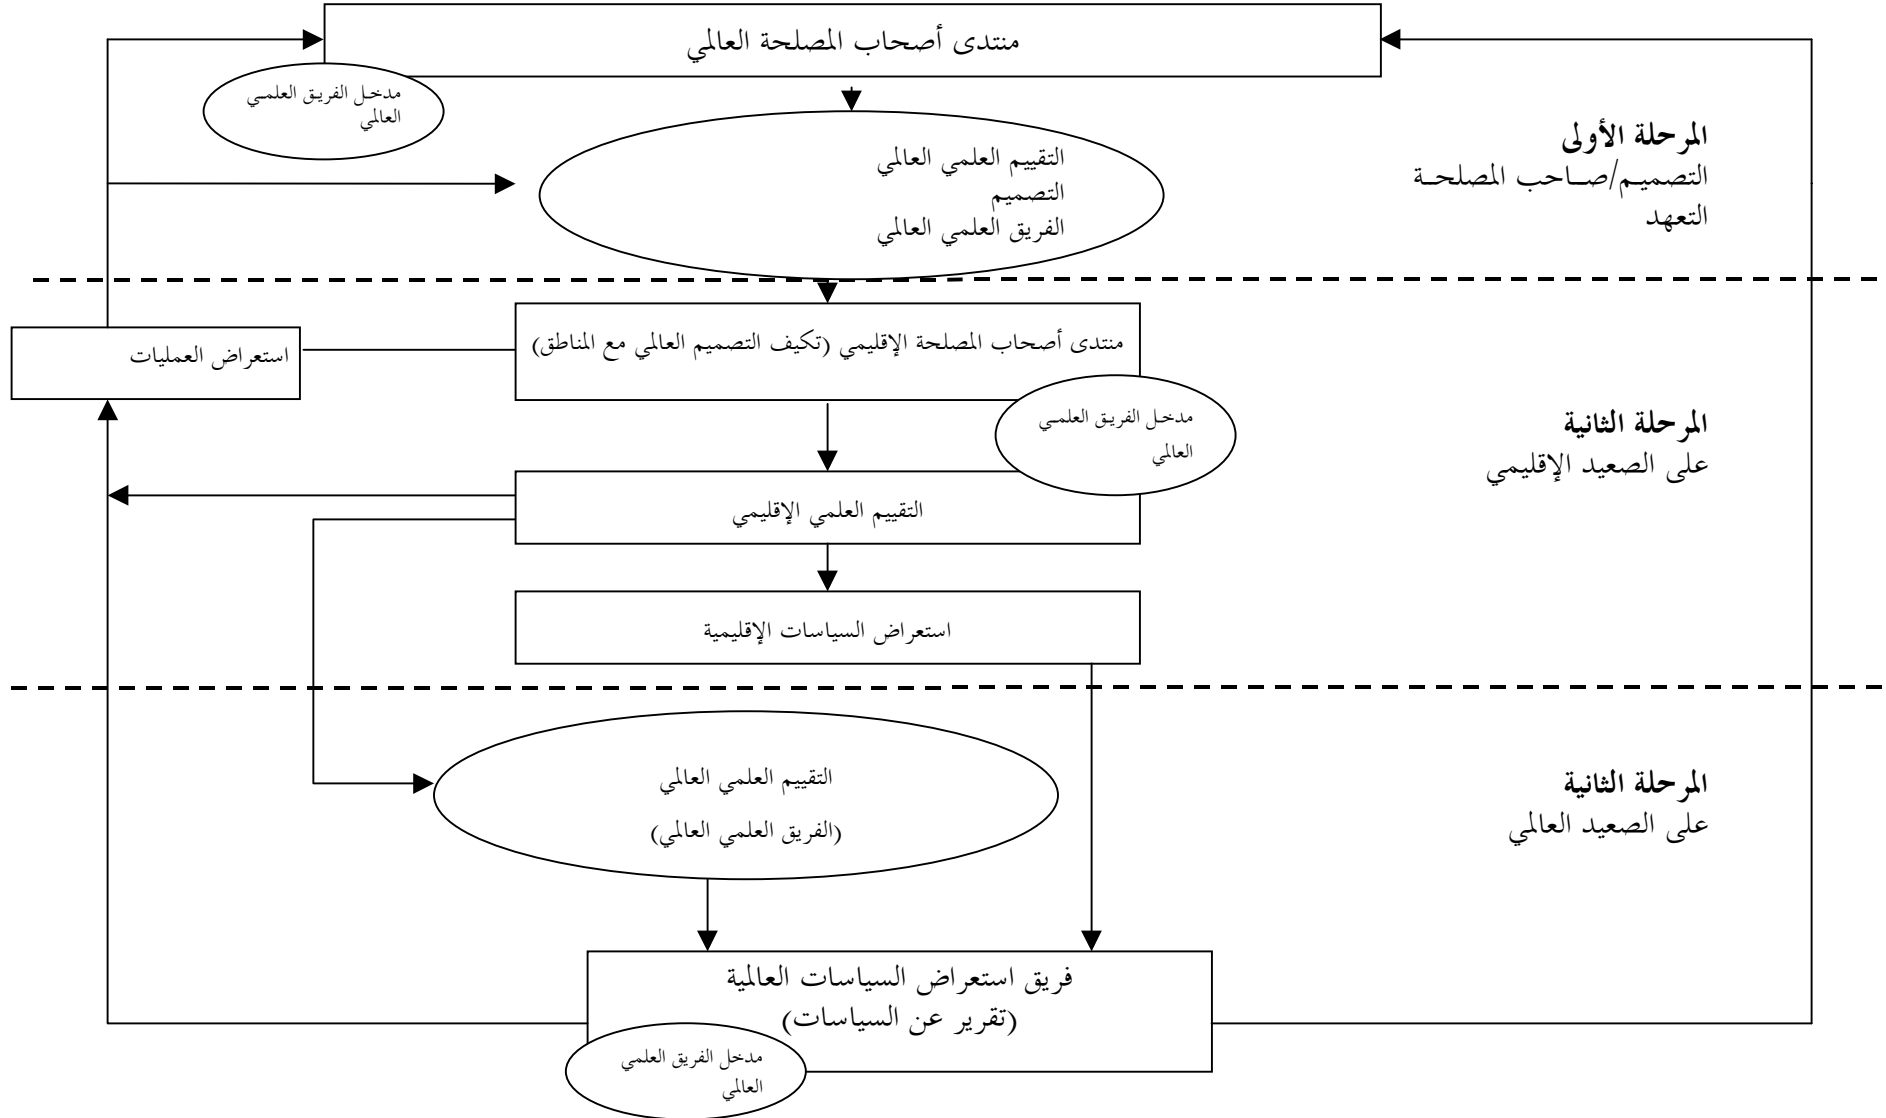 منتدى أصحاب المصلحة العالمي
مدخل الفريق العلمي
العالمي
المرحلة الأولى
التصميم/صاحب المصلحة
التعهد
التقييم العلمي العالمي
التصميم
الفريق العلمي العالمي
منتدى أصحاب المصلحة الإقليمي (تكيف التصميم العالمي مع المناطق)
استعراض العمليات
مدخل الفريق العلمي
العالمي
المرحلة الثانية
على الصعيد الإقليمي
التقييم العلمي الإقليمي
استعراض السياسات الإقليمية
المرحلة الثانية
على الصعيد العالمي
التقييم العلمي العالمي
(الفريق العلمي العالمي)
فريق استعراض السياسات العالمية
(تقرير عن السياسات)
مدخل الفريق العلمي
العالمي